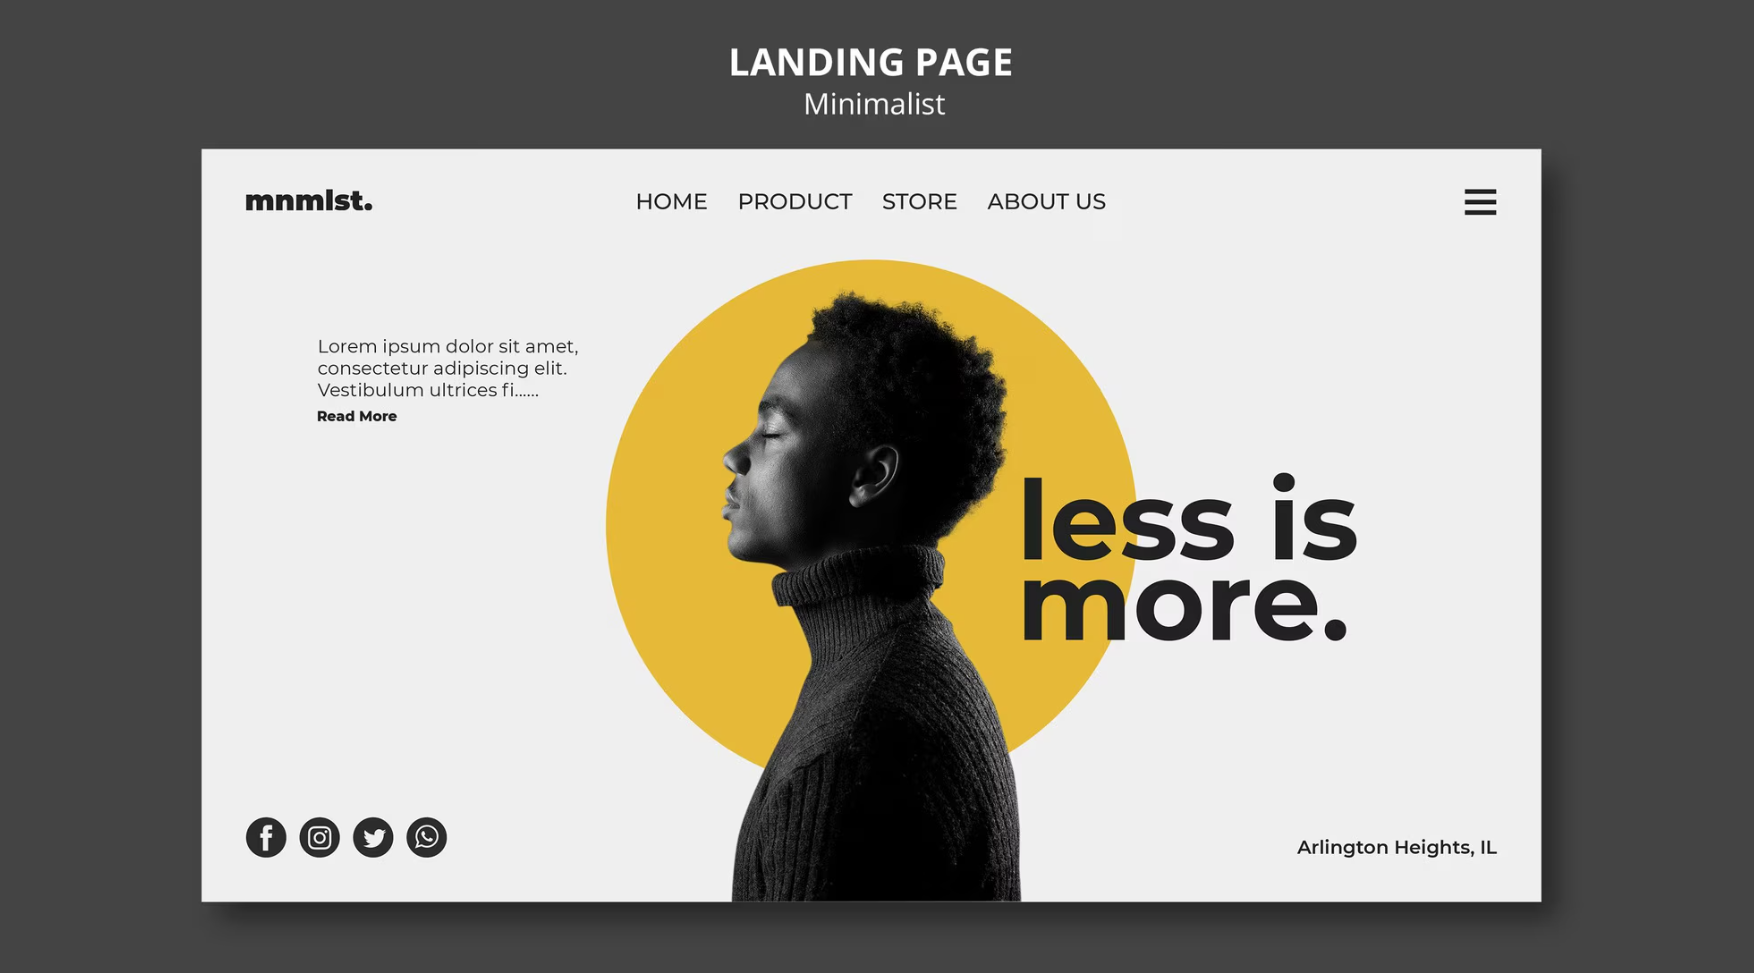 LANDING PAGE
Minimalist
mnmlst.
HOME PRODUCT STORE ABOUT US
Lorem ipsum dolor sit amet,
consectetur adipiscing elit.
Vestibulum ultrices fi......
Read More
less is
more.
Arlington Heights, IL